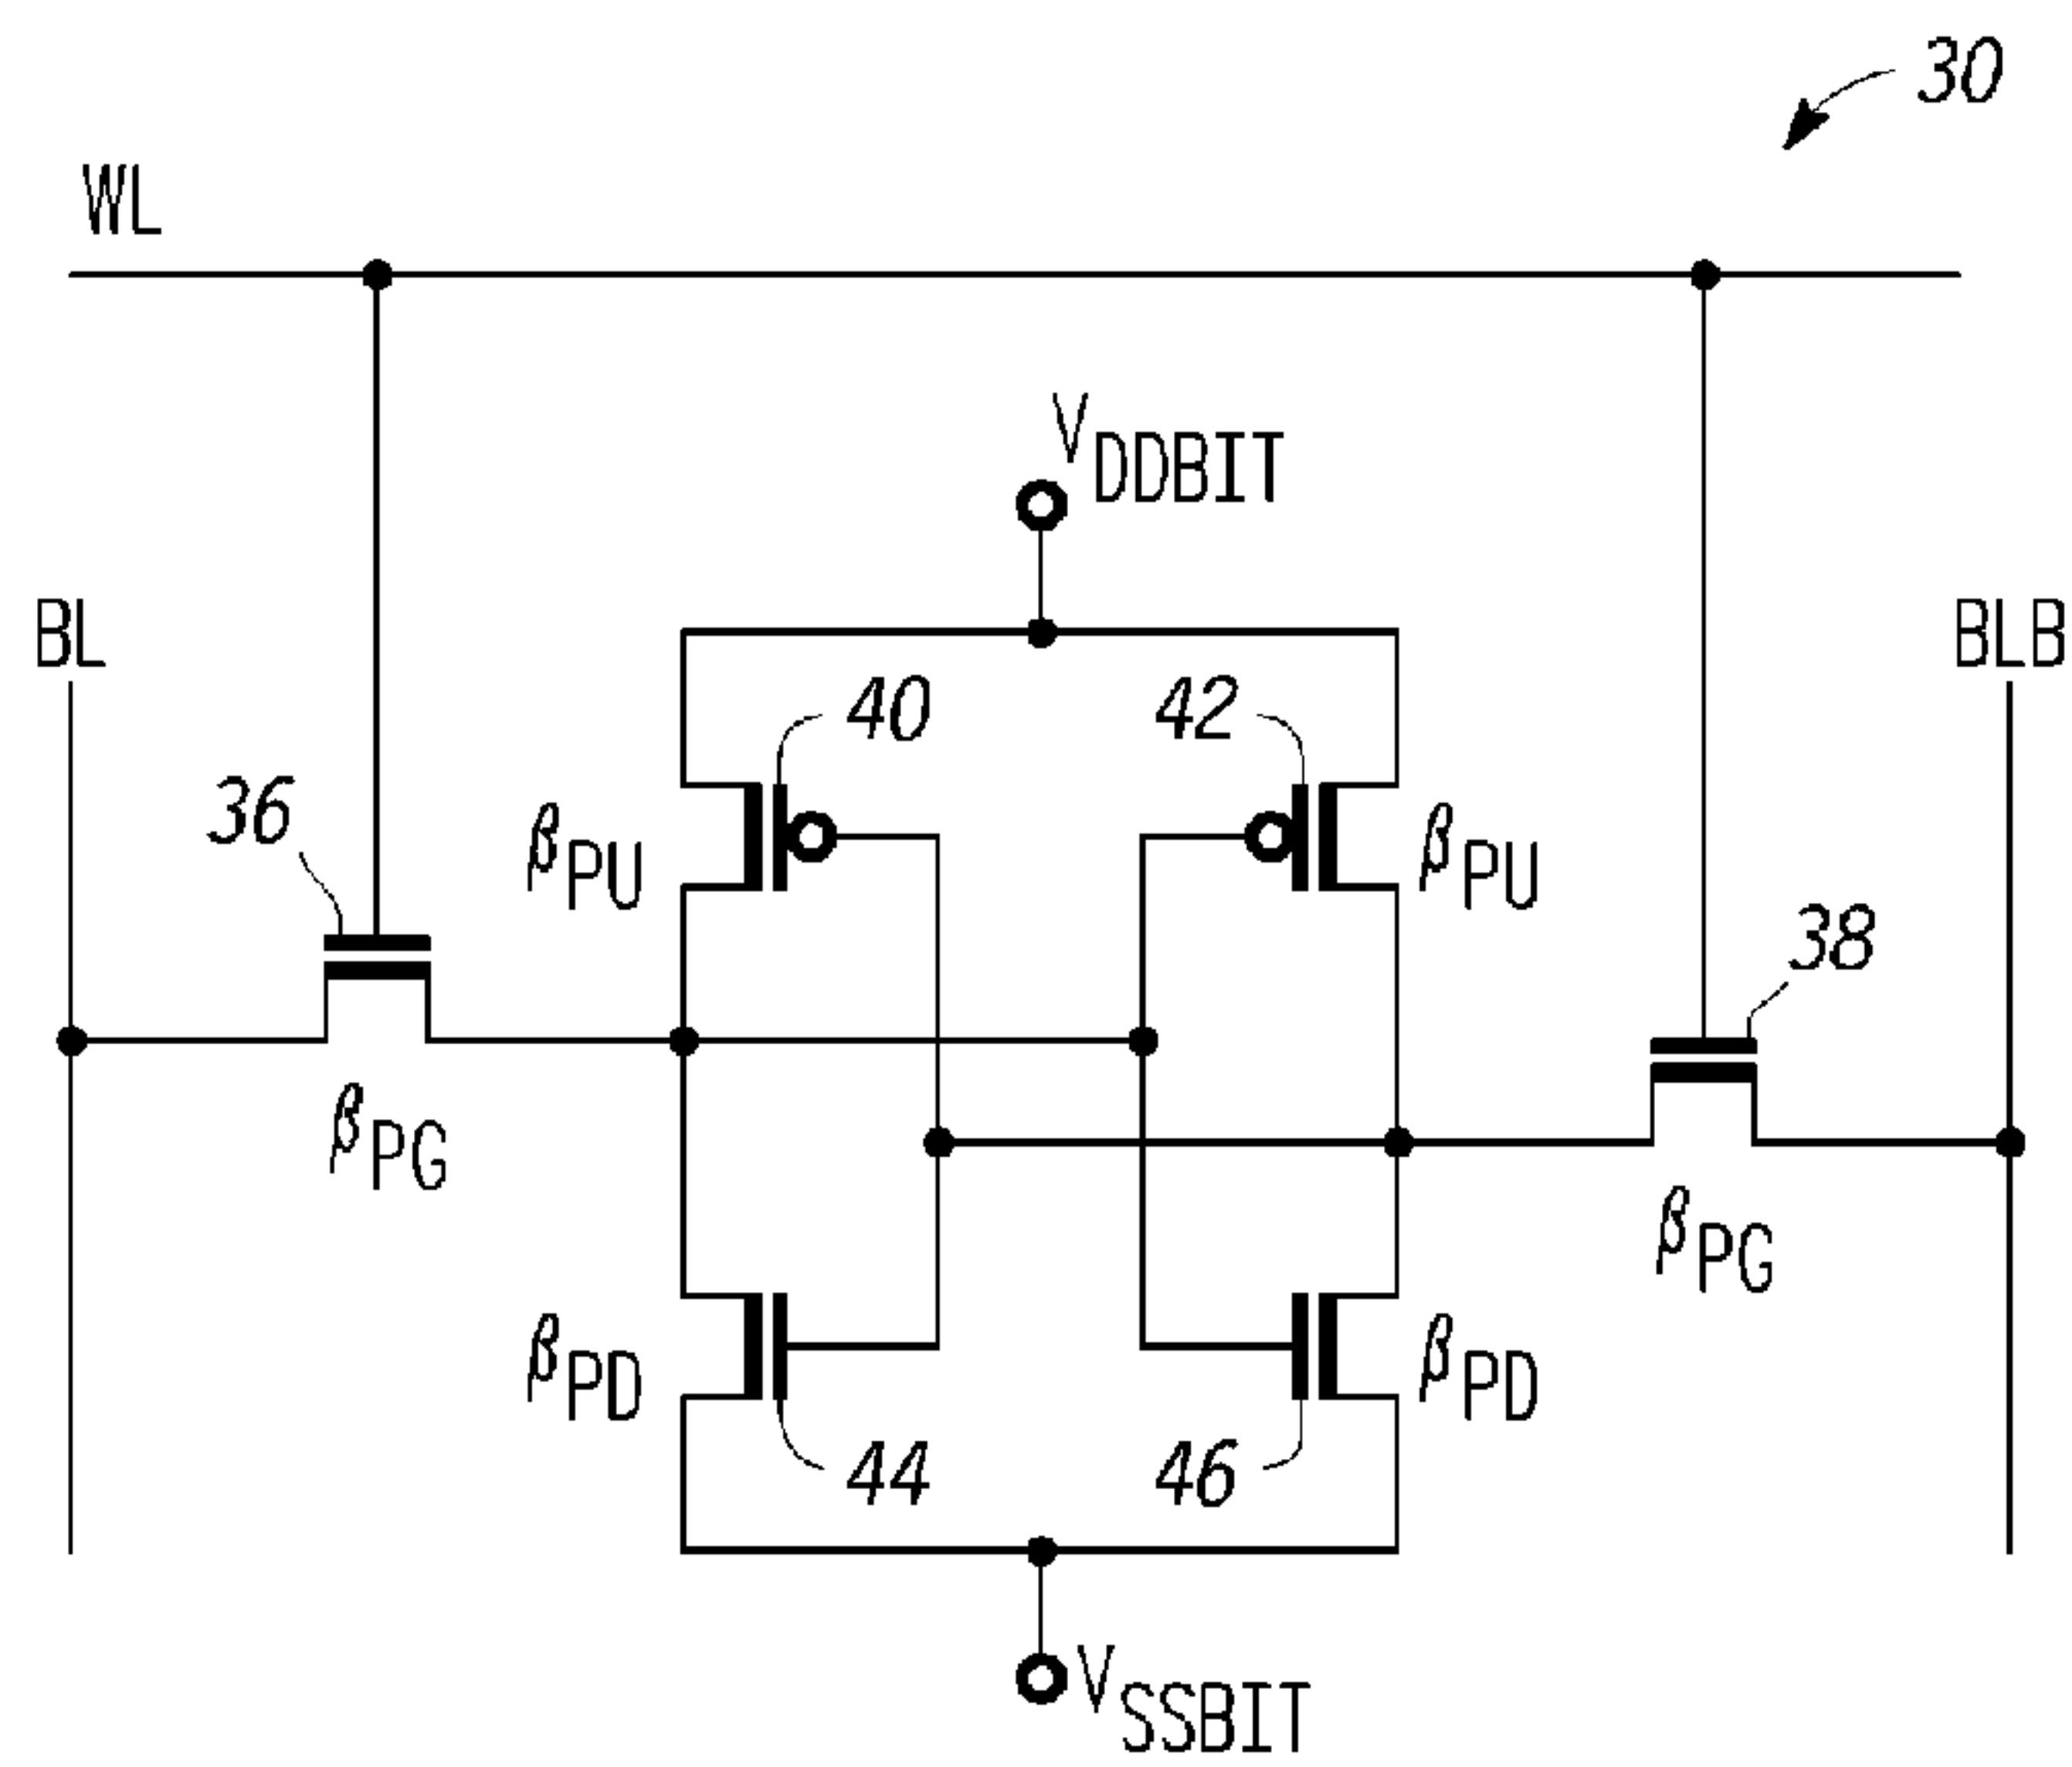 30
WL
VDDBIT
BL
BLB
40
42
36
βPU
βPU
38
βPG
βPG
βPD
βPD
44
46
VSSBIT